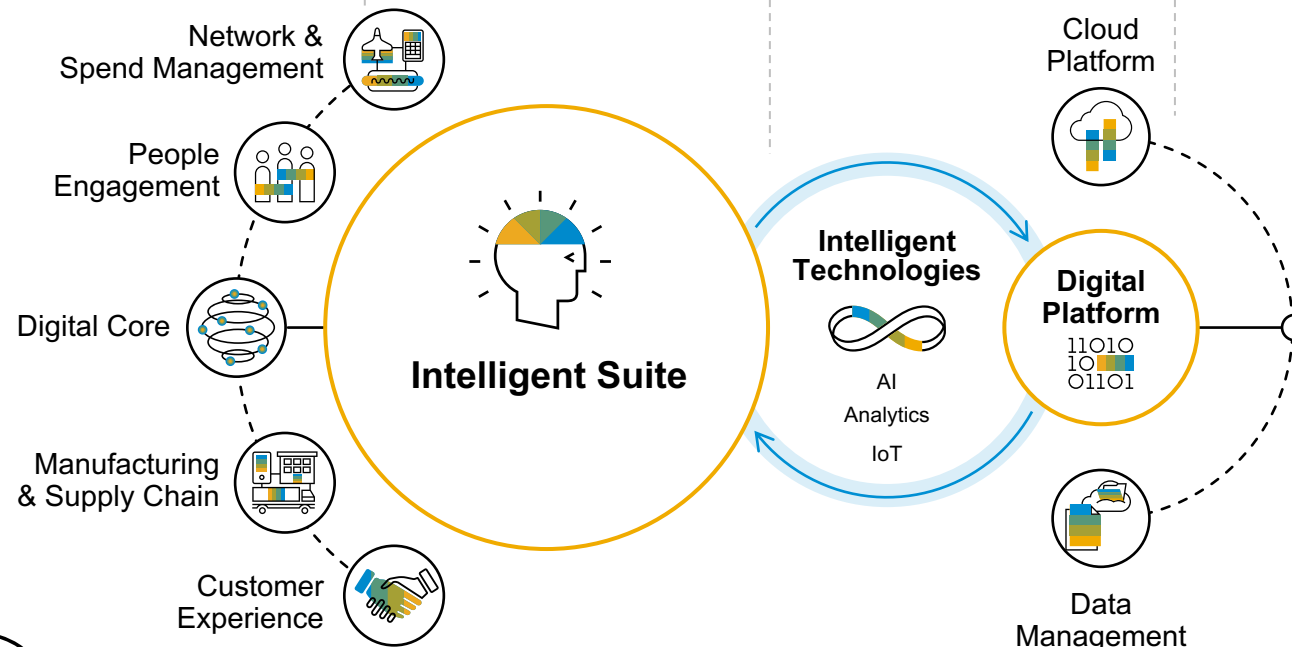 Network &
Spend Management
People
Engagement
Digital Core
Manufacturing
& Supply Chain
Customer
Experience
Intelligent Suite
Intelligent
Technologies
AI
Analytics
IoT
Digital
Platform
11010
10
01101
Cloud
Platform
Data
Management